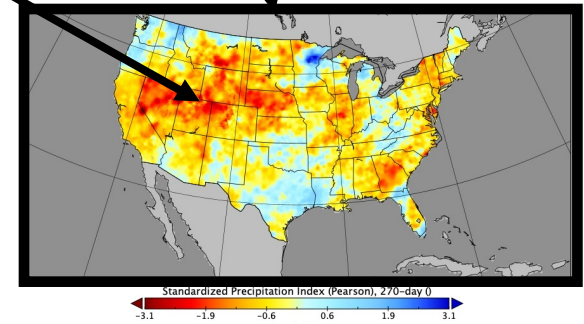 Standardized Precipitation Index (Pearson), 270-day ()
-3.1 -1.9 -0.6 0.6 1.9 3.1